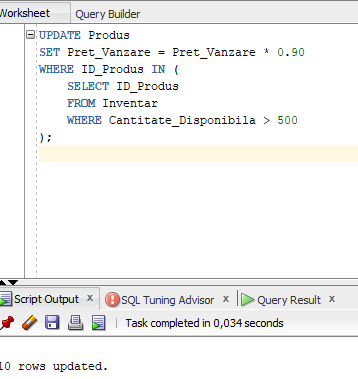 Worksheet Query Builder
UPDATE Produs
SET Pret_Vanzare = Pret_Vanzare * 0.90
WHERE ID_Produs IN (
SELECT ID_Produs
FROM Inventar
WHERE Cantitate_Disponibila > 500
);
Script Output x SQL Tuning Advisor x Query Result x
Task completed in 0,034 seconds
10 rows updated.